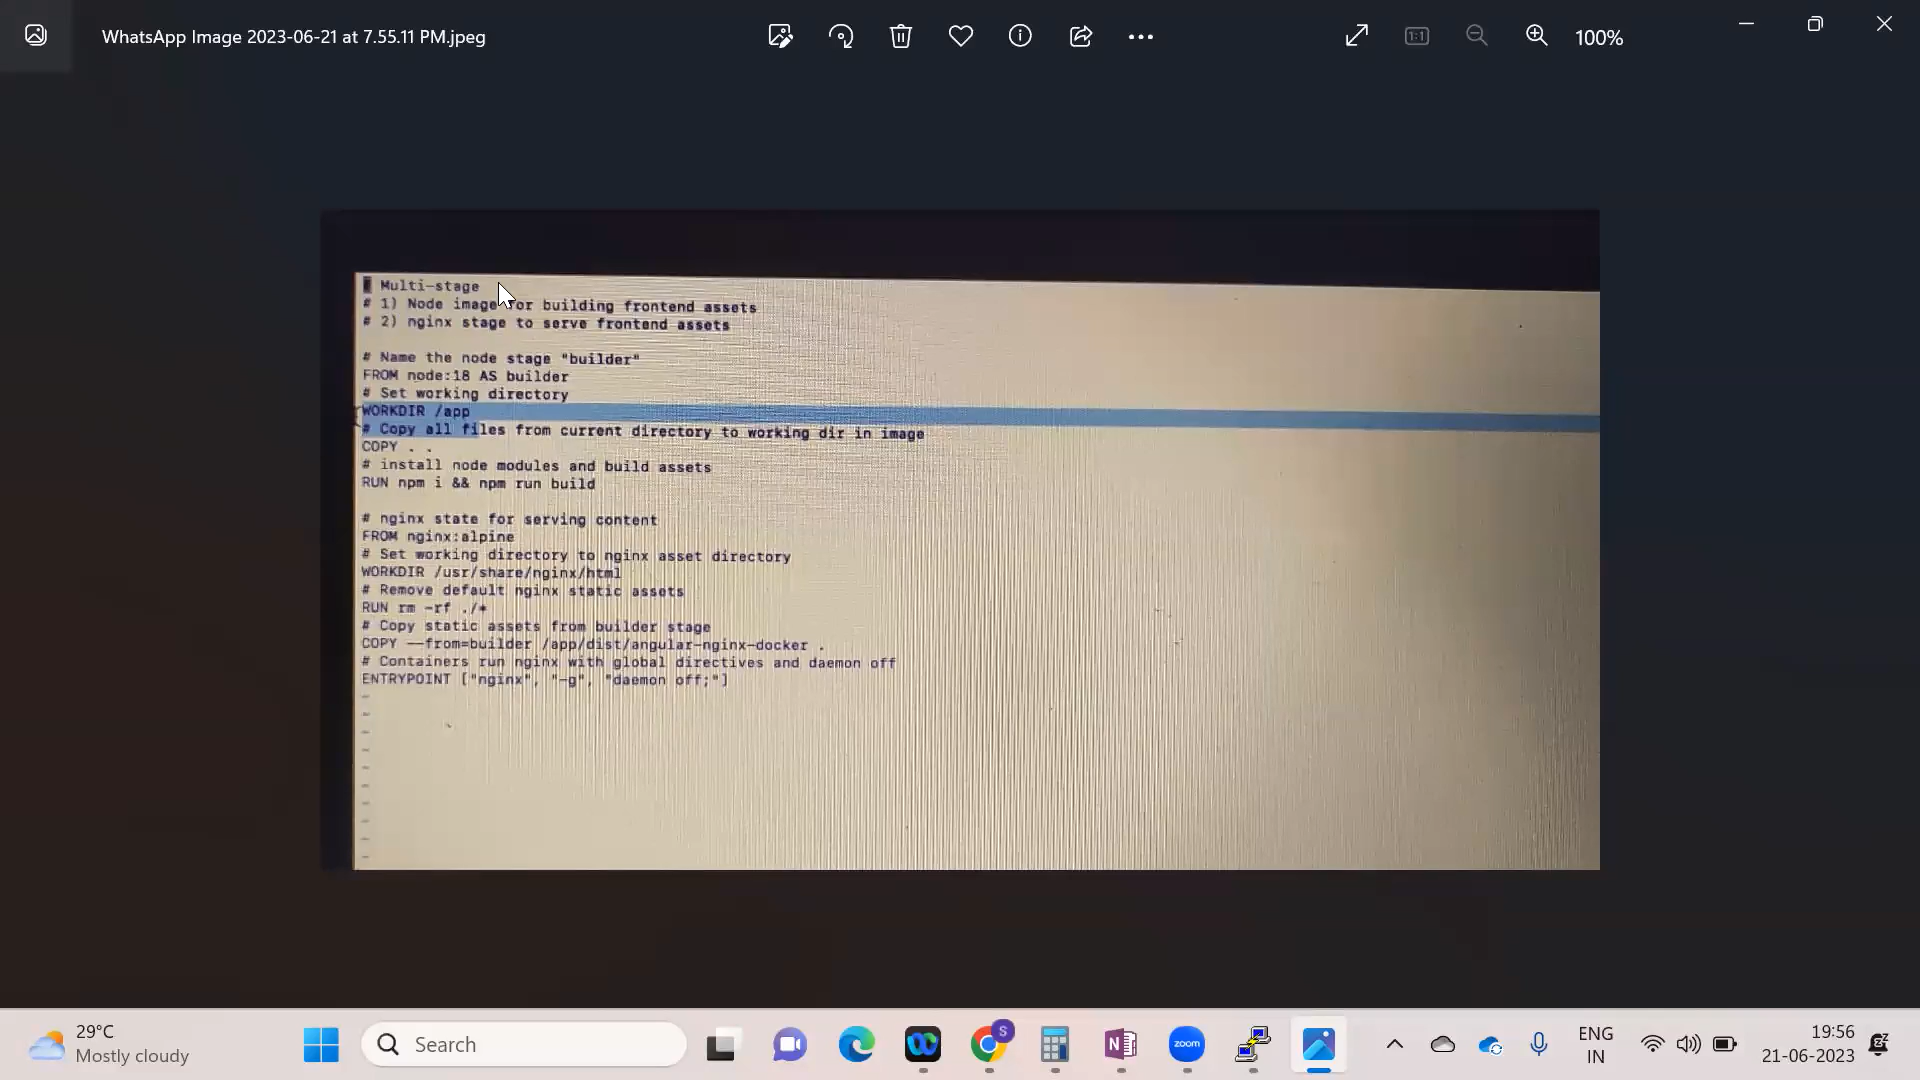 WhatsApp Image 2023-06-21 at 7.55.11 PM.jpeg
1:1
100%
Multi-stage
# 1) Node image for building frontend assets
# 2) nginx stage to serve frontend assets
# Name the node stage "builder"
FROM node:18 AS builder
# Set working directory
WORKDIR /app
# Copy all files from current directory to working dir in image
COPY . .
# install node modules and build assets
RUN npm i && npm run build
# nginx state for serving content
FROM nginx:alpine
# Set working directory to nginx asset directory
WORKDIR /usr/share/nginx/html
# Remove default nginx static assets
RUN rm -rf ./*
# Copy static assets from builder stage
COPY --from=builder /app/dist/angular-nginx-docker .
# Containers run nginx with global directives and daemon off
ENTRYPOINT ["nginx", "-g", "daemon off;"]
29°C
Mostly cloudy
Search
S
N
zoom
ENG
IN
19:56
21-06-2023